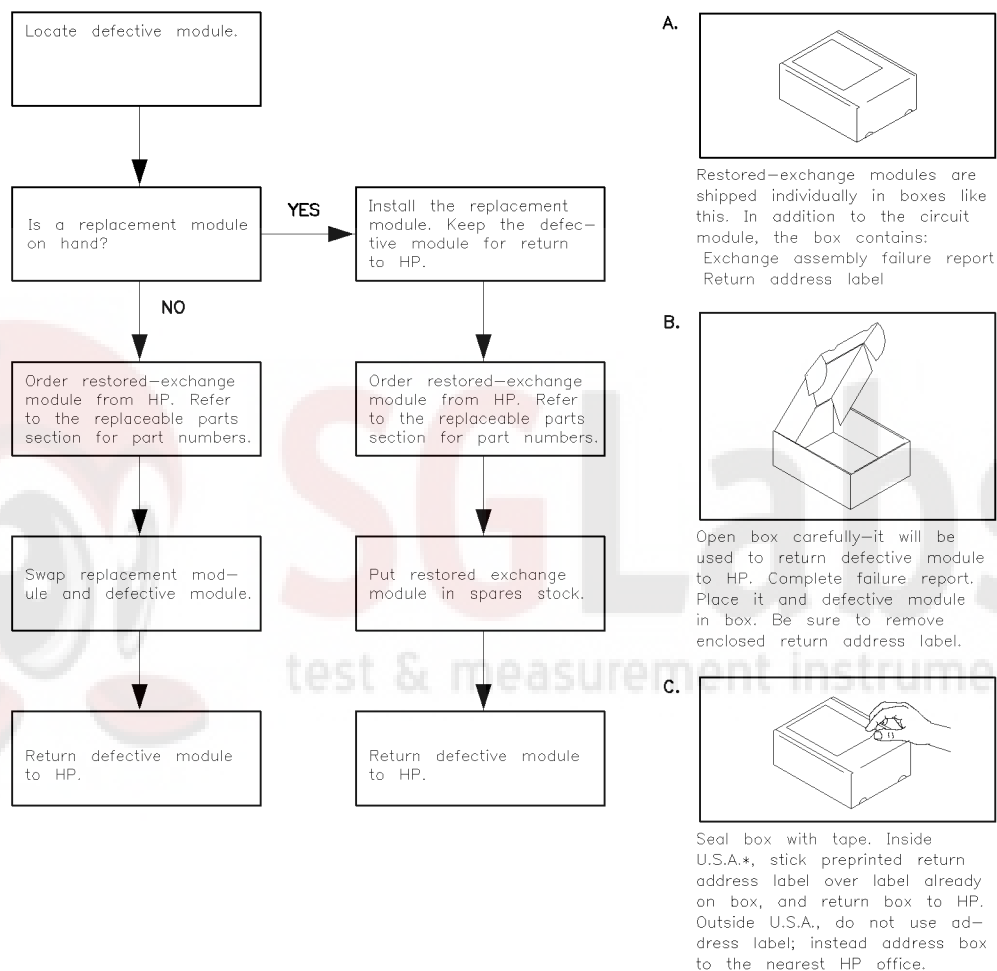 Locate defective module.
Is a replacement module
on hand?
YES
Install the replacement
module. Keep the defec-
tive module for return
to HP.
NO
Order restored-exchange
module from HP. Refer
to the replaceable parts
section for part numbers.
Order restored-exchange
module from HP. Refer
to the replaceable parts
section for part numbers.
Swap replacement mod-
ule and defective module.
Put restored exchange
module in spares stock.
Return defective module
to HP.
Return defective module
to HP.
A.
Restored-exchange modules are
shipped individually in boxes like
this. In addition to the circuit
module, the box contains:
Exchange assembly failure report
Return address label
B.
Open box carefully-it will be
used to return defective module
to HP. Complete failure report.
Place it and defective module
in box. Be sure to remove
enclosed return address label.
C.
Seal box with tape. Inside
U.S.A.*, stick preprinted return
address label over label already
on box, and return box to HP.
Outside U.S.A., do not use ad-
dress label; instead address box
to the nearest HP office.
SGLabs
test & measurement instrume